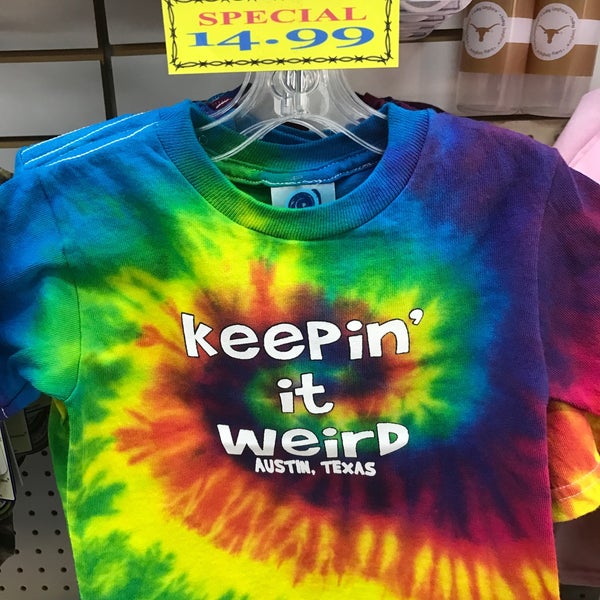 SPECIAL
14.99
keepin'
it
weird
AUSTIN, TEXAS